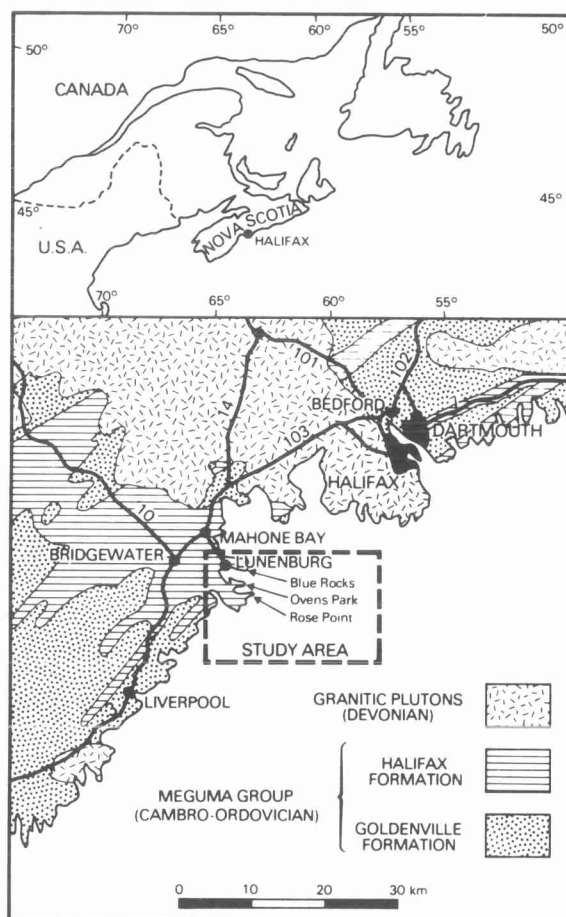 70° 65° 60° 55° 50°
50°
CANADA
45° 45°
U.S.A.
NOVA SCOTIA
HALIFAX
70° 65° 60° 55°
101
102
14
BEDFORD
103
DARTMOUTH
HALIFAX
10
MAHONE BAY
BRIDGEWATER
LUNENBURG
Blue Rocks
Ovens Park
Rose Point
STUDY AREA
LIVERPOOL
GRANITIC PLUTONS
(DEVONIAN)
HALIFAX
FORMATION
MEGUMA GROUP
(CAMBRO-ORDOVICIAN)
GOLDENVILLE
FORMATION
0 10 20 30 km